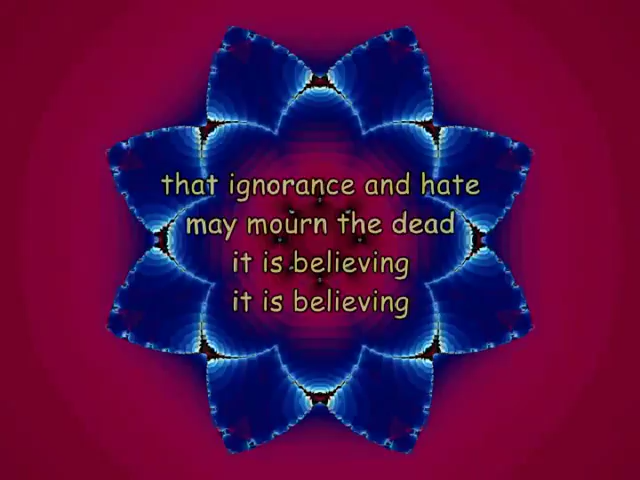 that ignorance and hate
may mourn the dead
it is believing
it is believing